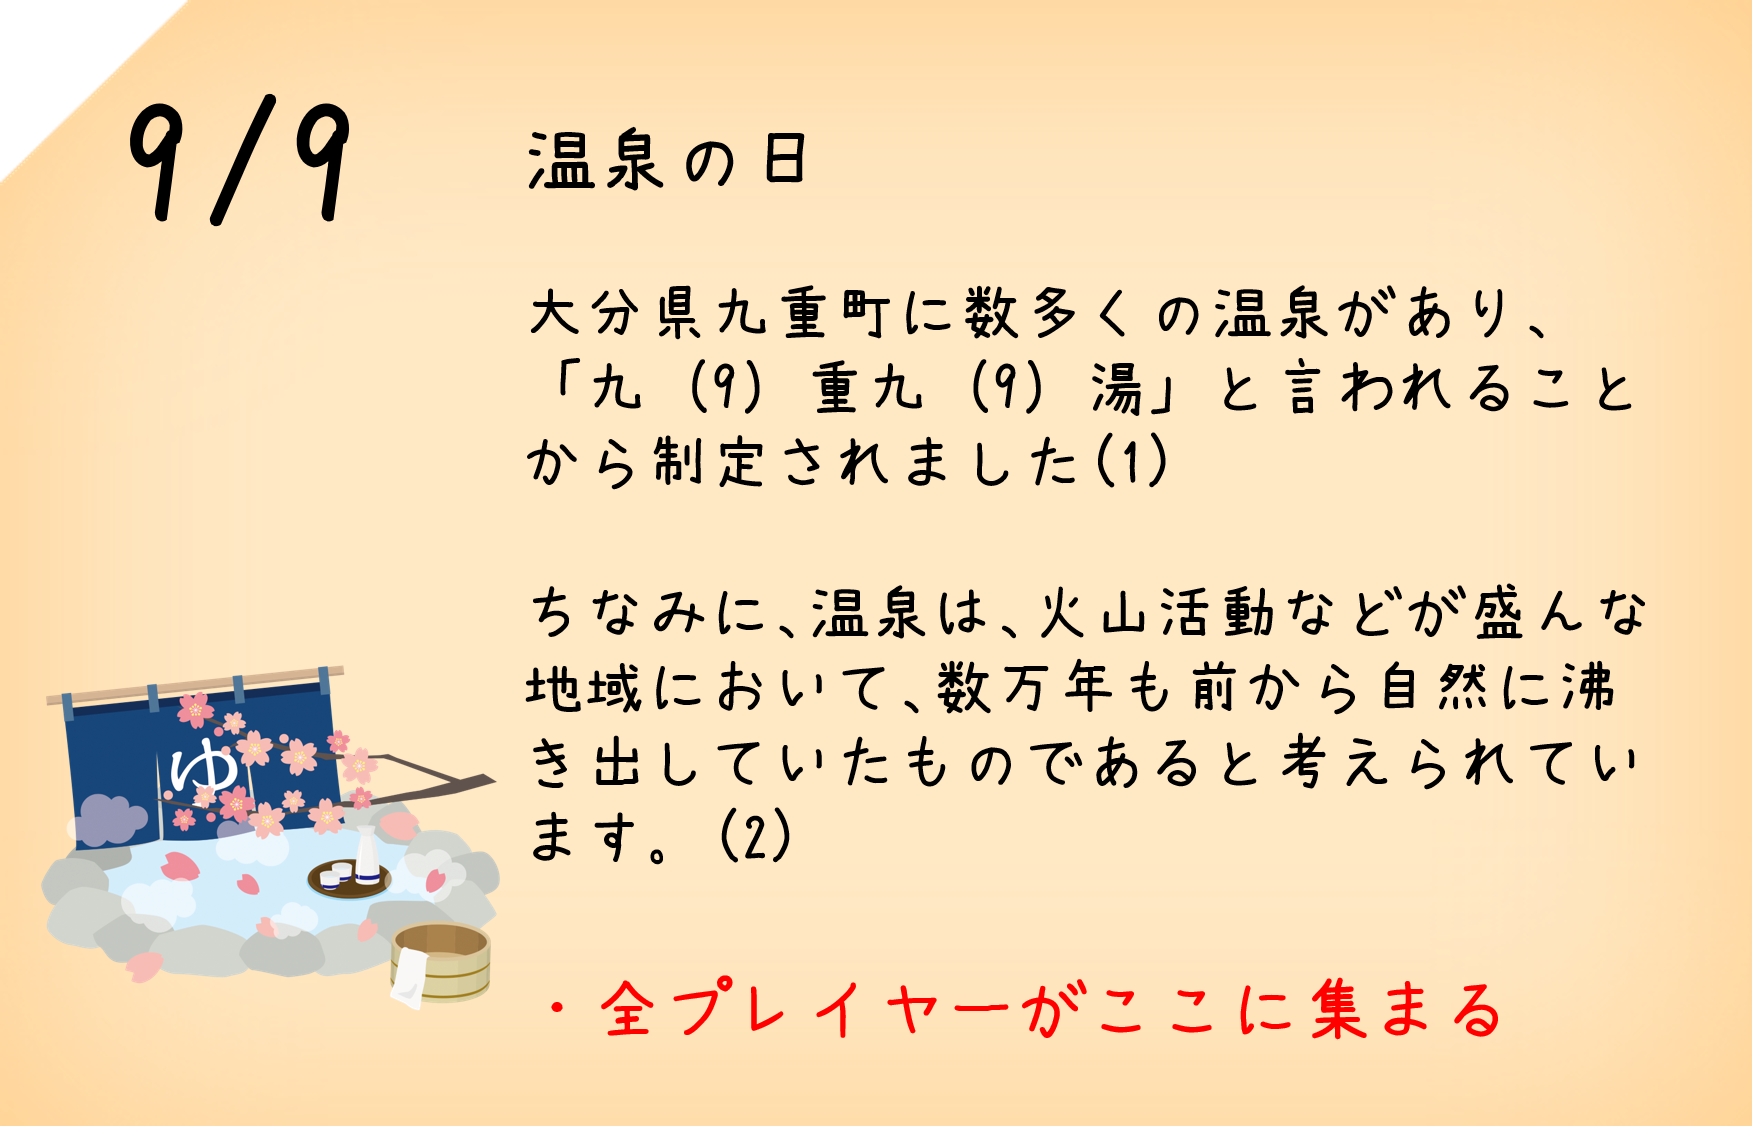 9/9
温泉の日
大分県九重町に数多くの温泉があり、
「九（9）重九（9）湯」と言われること
から制定されました(1)
ちなみに、温泉は、火山活動などが盛んな
地域において、数万年も前から自然に沸
き出していたものであると考えられてい
ます。(2)
ゆ
・全プレイヤーがここに集まる